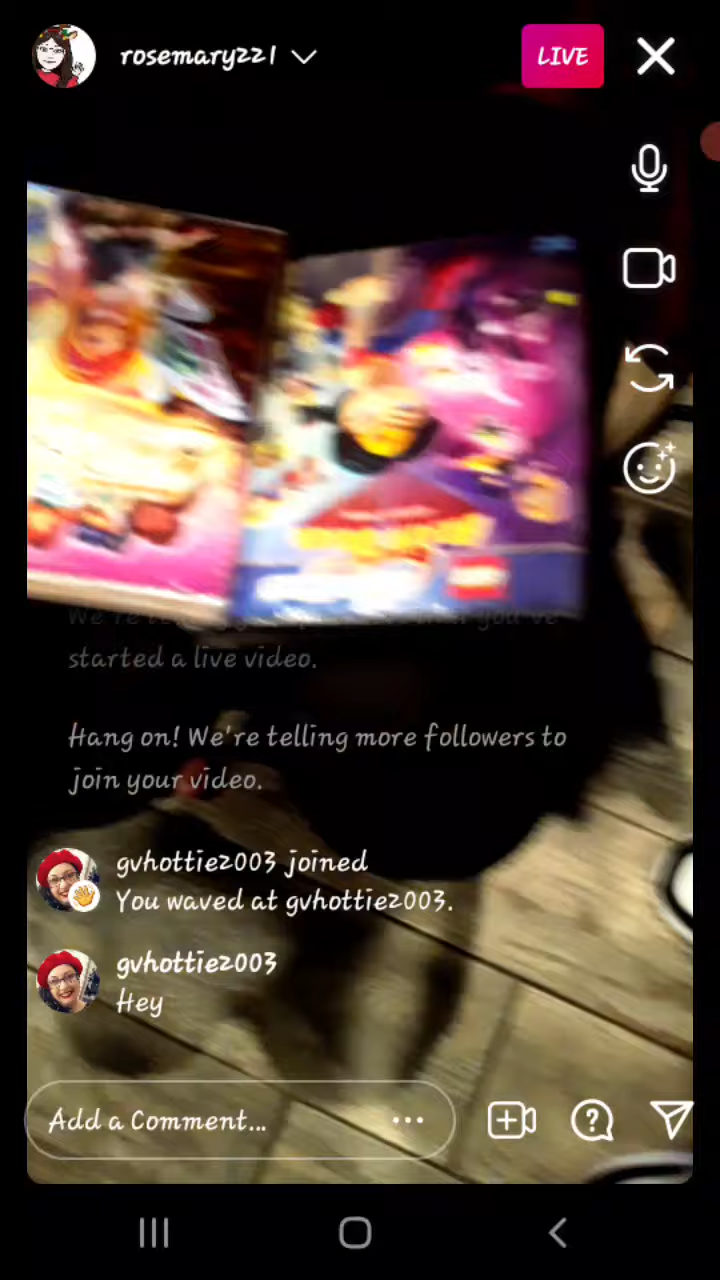 rosemary221
LIVE
started a live video.
Hang on! We're telling more followers to
join your video.
gvhottie2003 joined
You waved at gvhottie2003.
gvhottie2003
Hey
Add a Comment...